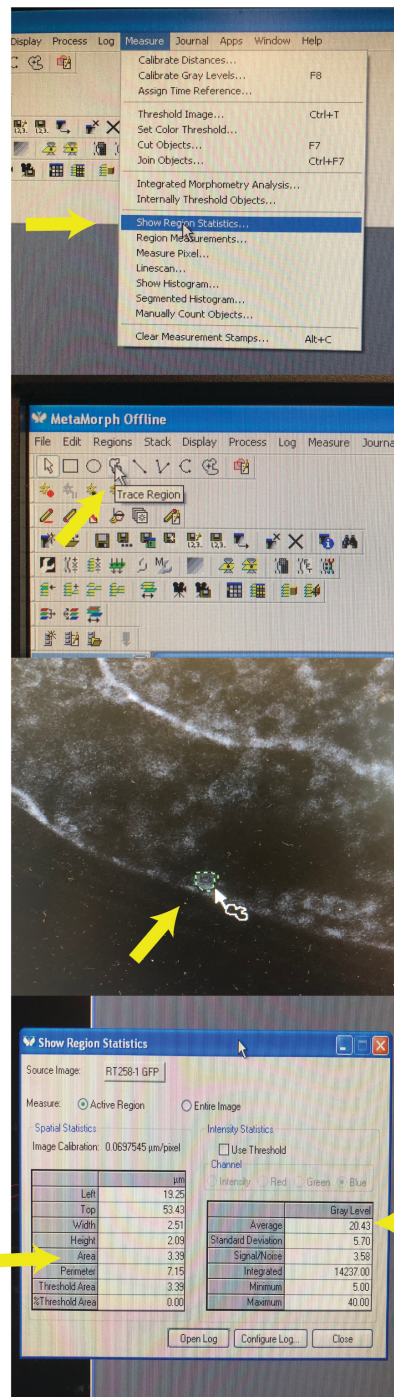 Display Process Log Measure Journal Apps Window Help
Calibrate Distances...
Calibrate Gray Levels... F8
Assign Time Reference...
Threshold Image... Ctrl+T
Set Color Threshold...
Cut Objects... F7
Join Objects... Ctrl+F7
Integrated Morphometry Analysis...
Internally Threshold Objects...
Show Region Statistics...
Region Measurements...
Measure Pixel...
Linescan...
Show Histogram...
Segmented Histogram...
Manually Count Objects...
Clear Measurement Stamps... Alt+C
MetaMorph Offline
File Edit Regions Stack Display Process Log Measure Journa
Trace Region
Show Region Statistics
Source Image: RT258-1 GFP
Measure: Active Region Entire Image
Spatial Statistics
Image Calibration: 0.0697545 µm/pixel
µm
Left 19.25
Top 53.43
Width 2.51
Height 2.09
Area 3.39
Perimeter 7.15
Threshold Area 3.39
%Threshold Area 0.00
Intensity Statistics
Use Threshold
Channel
Intensity Red Green Blue
Gray Level
Average 20.43
Standard Deviation 5.70
Signal/Noise 3.58
Integrated 14237.00
Minimum 5.00
Maximum 40.00
Open Log Configure Log... Close